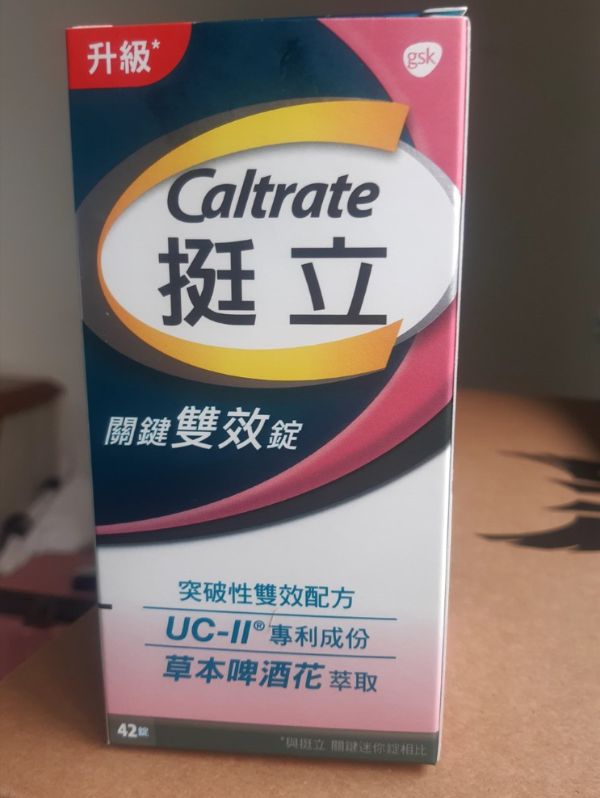 升級*
gsk
Caltrate
挺立
關鍵雙效錠
突破性雙效配方
UC-II®專利成份
草本啤酒花萃取
42錠
*與挺立 關鍵迷你錠相比